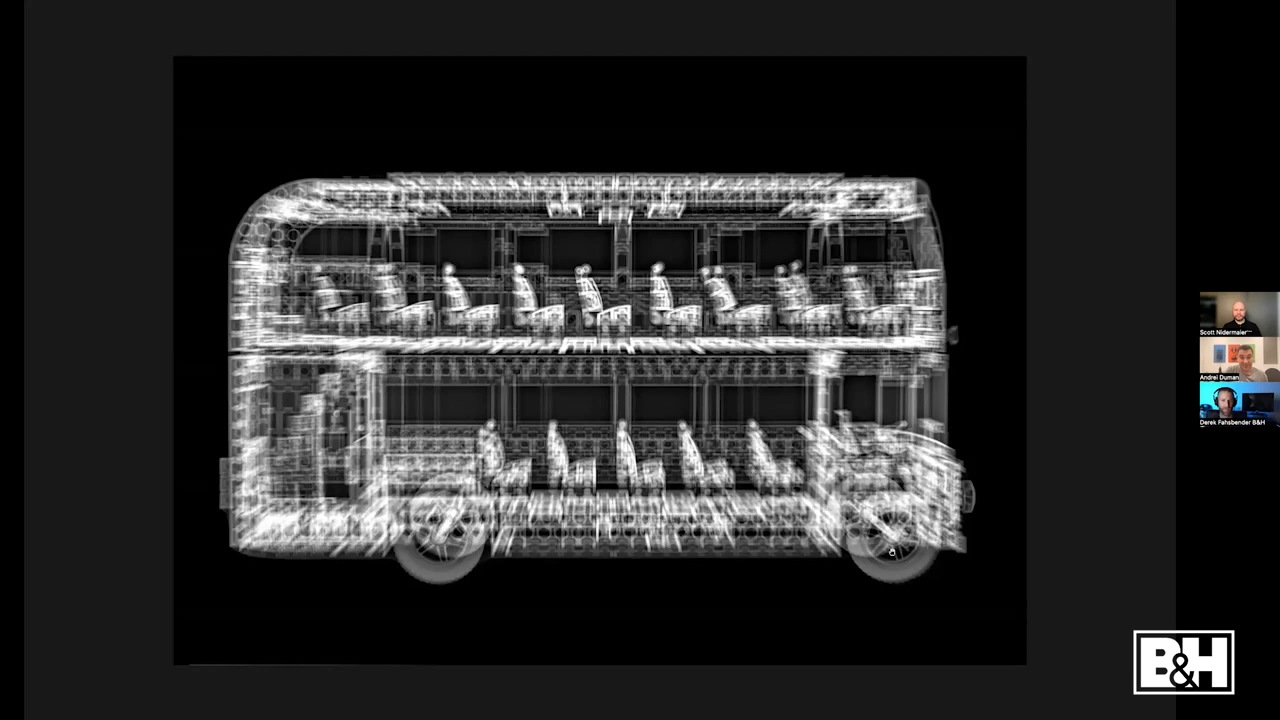 Scott Nidermaier
Andrei Duman
Derek Fahsbender B&H
B&H